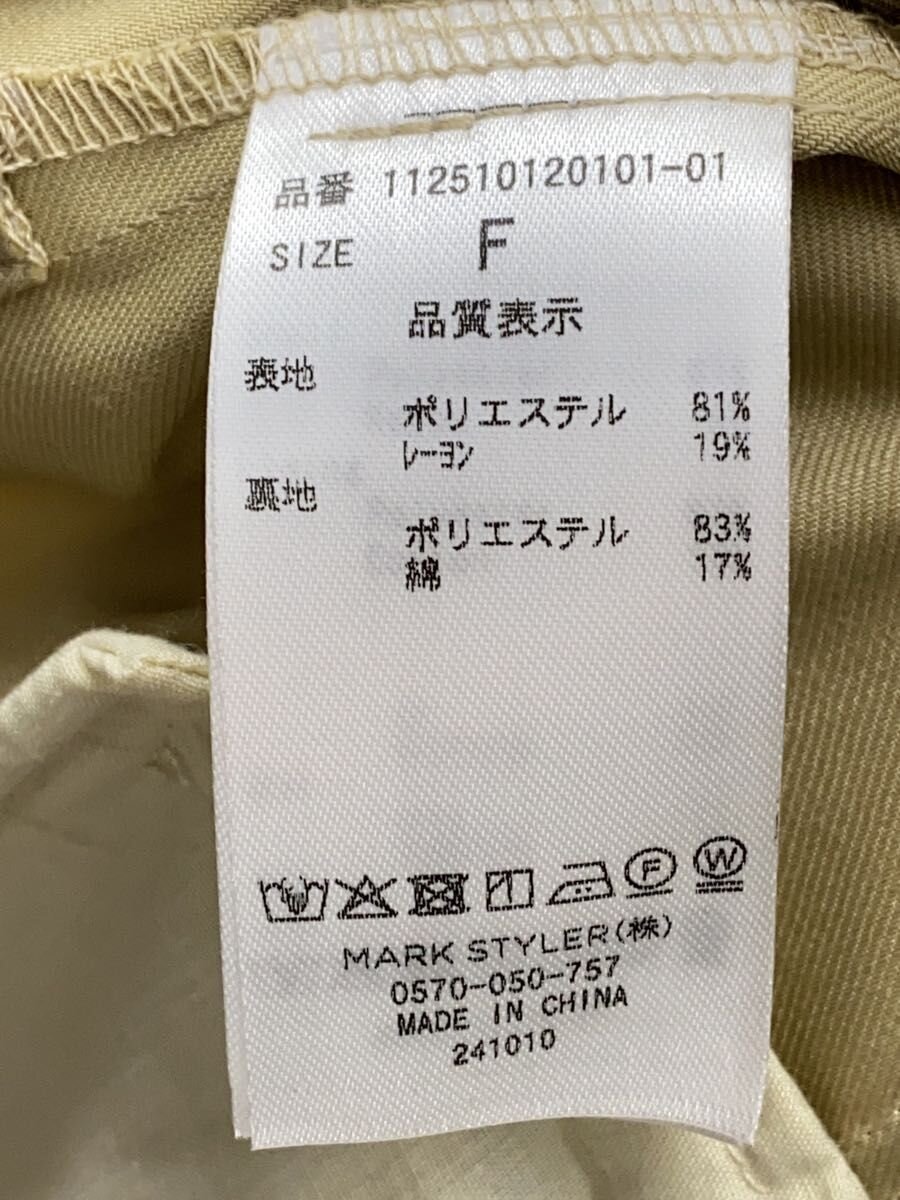 品番 112510120101-01
SIZE F
品質表示
表地
ポリエステル 81%
レーヨン 19%
裏地
ポリエステル 83%
綿 17%
F W
MARK STYLER(株)
0570-050-757
MADE IN CHINA
241010